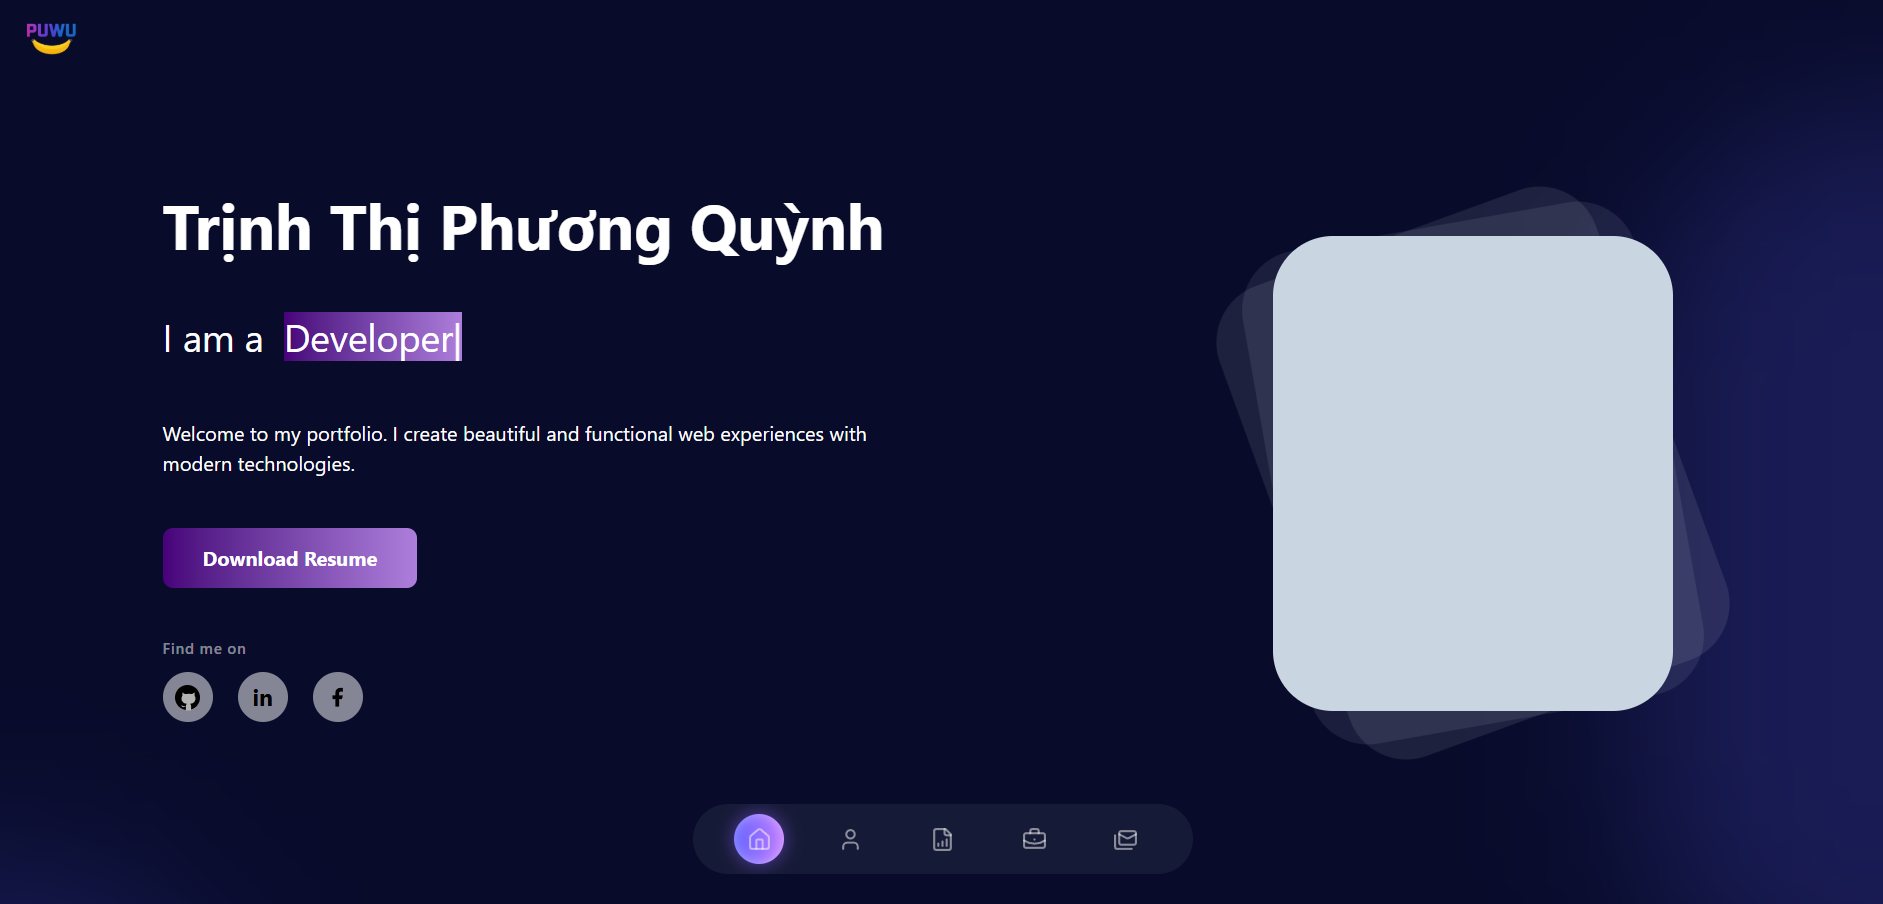 PUWU
Trịnh Thị Phương Quỳnh
I am a Developer|
Welcome to my portfolio. I create beautiful and functional web experiences with
modern technologies.
Download Resume
Find me on
in